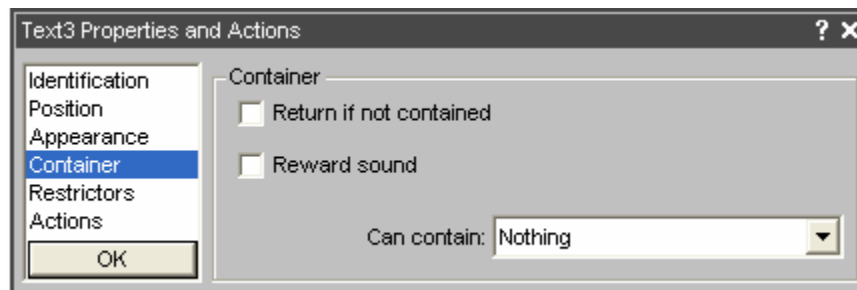 Text3 Properties and Actions ? X
Identification
Position
Appearance
Container
Restrictors
Actions
OK
Container
Return if not contained
Reward sound
Can contain: Nothing